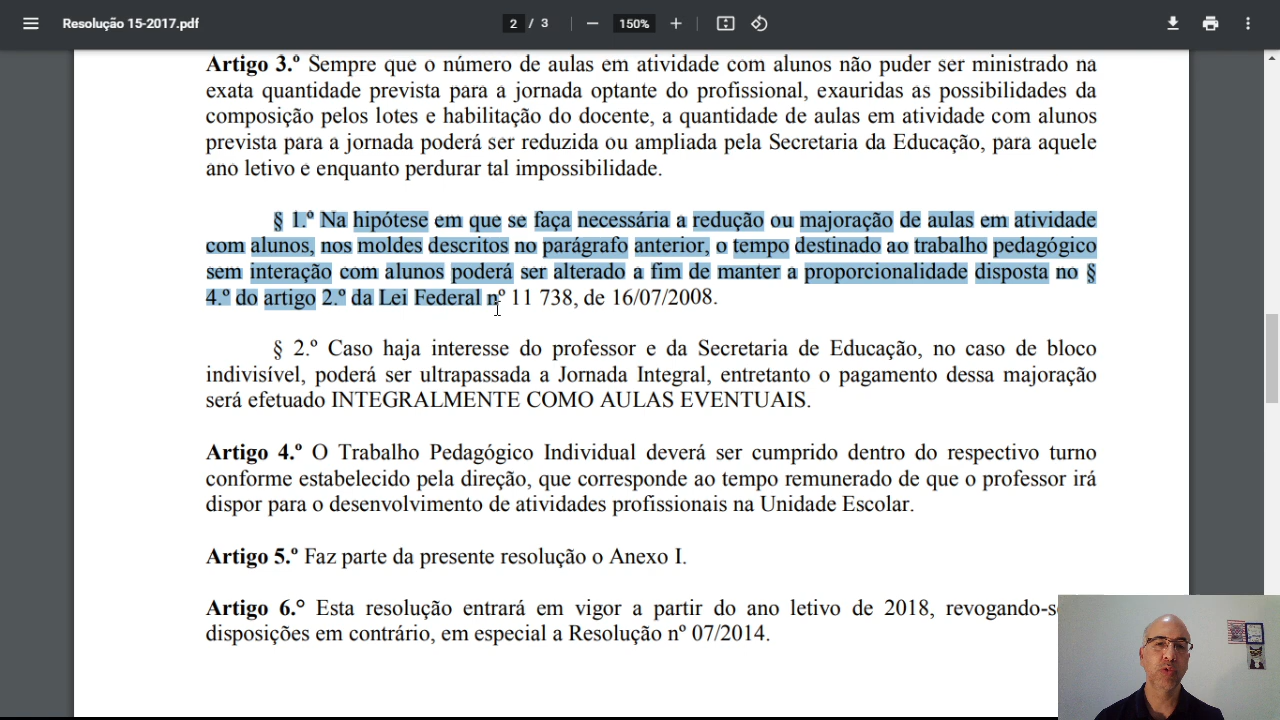 Resolução 15-2017.pdf
2 / 3
150%
Artigo 3.º Sempre que o número de aulas em atividade com alunos não puder ser ministrado na
exata quantidade prevista para a jornada optante do profissional, exauridas as possibilidades da
composição pelos lotes e habilitação do docente, a quantidade de aulas em atividade com alunos
prevista para a jornada poderá ser reduzida ou ampliada pela Secretaria da Educação, para aquele
ano letivo e enquanto perdurar tal impossibilidade.
§ 1.º Na hipótese em que se faça necessária a redução ou majoração de aulas em atividade
com alunos, nos moldes descritos no parágrafo anterior, o tempo destinado ao trabalho pedagógico
sem interação com alunos poderá ser alterado a fim de manter a proporcionalidade disposta no §
4.º do artigo 2.º da Lei Federal nº 11 738, de 16/07/2008.
§ 2.º Caso haja interesse do professor e da Secretaria de Educação, no caso de bloco
indivisível, poderá ser ultrapassada a Jornada Integral, entretanto o pagamento dessa majoração
será efetuado INTEGRALMENTE COMO AULAS EVENTUAIS.
Artigo 4.º O Trabalho Pedagógico Individual deverá ser cumprido dentro do respectivo turno
conforme estabelecido pela direção, que corresponde ao tempo remunerado de que o professor irá
dispor para o desenvolvimento de atividades profissionais na Unidade Escolar.
Artigo 5.º Faz parte da presente resolução o Anexo I.
Artigo 6.° Esta resolução entrará em vigor a partir do ano letivo de 2018,
disposições em contrário, em especial a Resolução nº 07/2014.